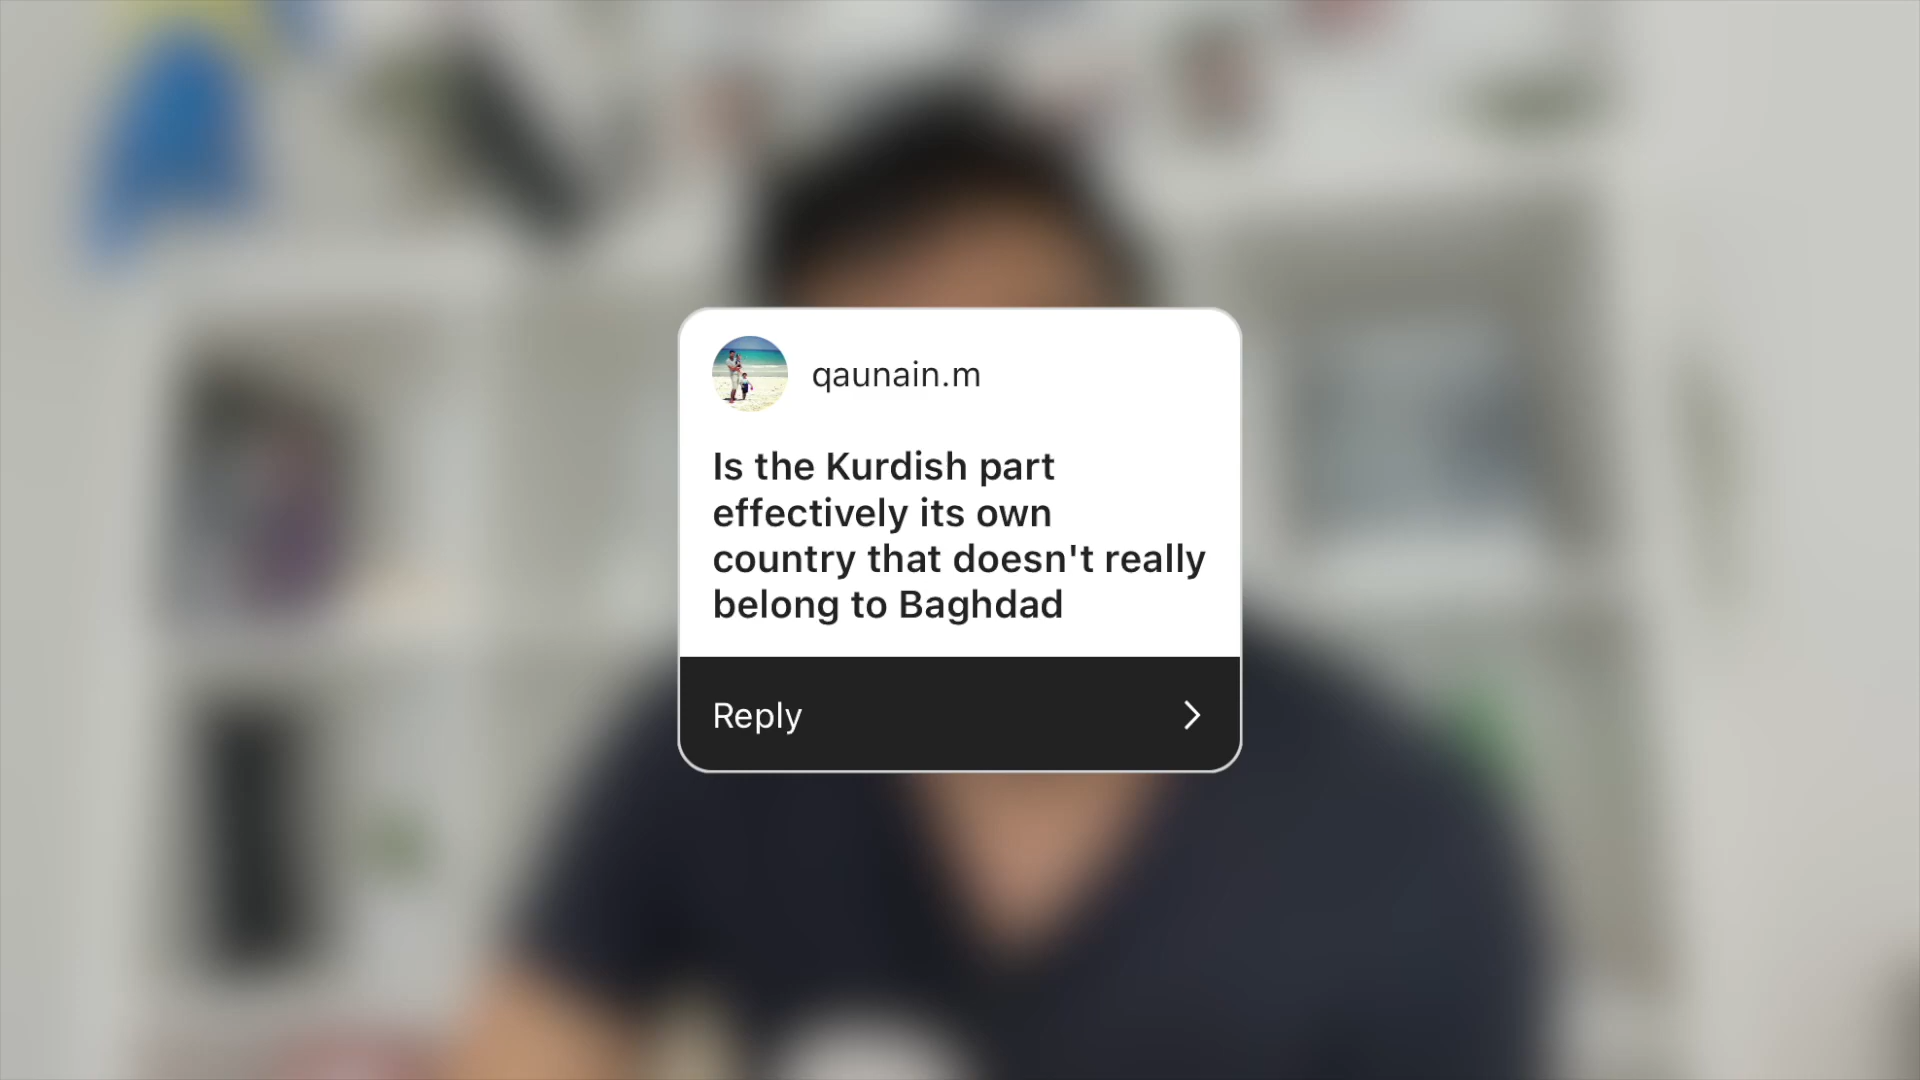 qaunain.m
Is the Kurdish part
effectively its own
country that doesn't really
belong to Baghdad
Reply